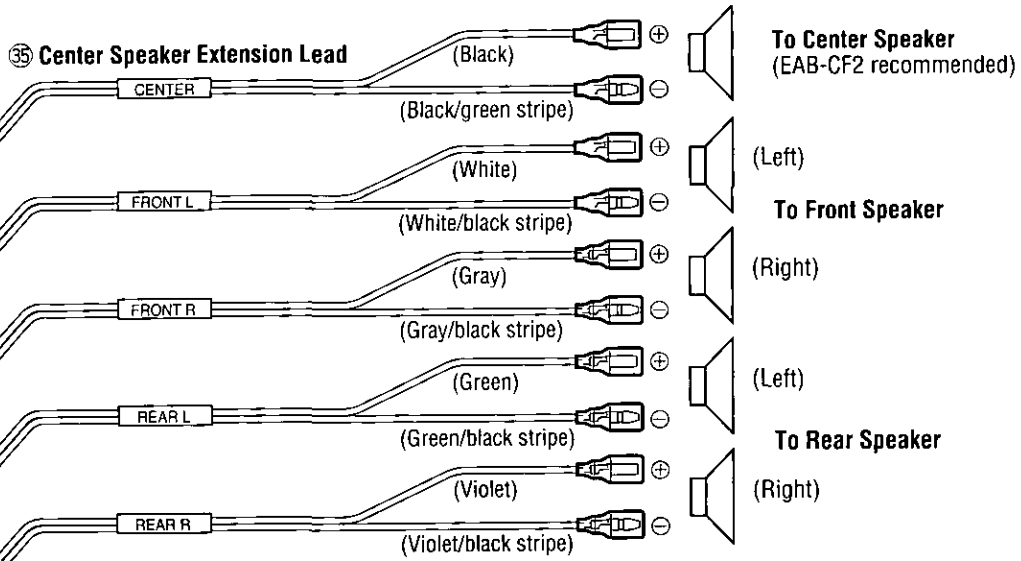 ㉟ Center Speaker Extension Lead
CENTER
(Black)
⊕
(Black/green stripe)
⊖
To Center Speaker
(EAB-CF2 recommended)
FRONT L
(White)
⊕
(White/black stripe)
⊖
(Left)
To Front Speaker
FRONT R
(Gray)
⊕
(Gray/black stripe)
⊖
(Right)
REAR L
(Green)
⊕
(Green/black stripe)
⊖
(Left)
To Rear Speaker
REAR R
(Violet)
⊕
(Violet/black stripe)
⊖
(Right)